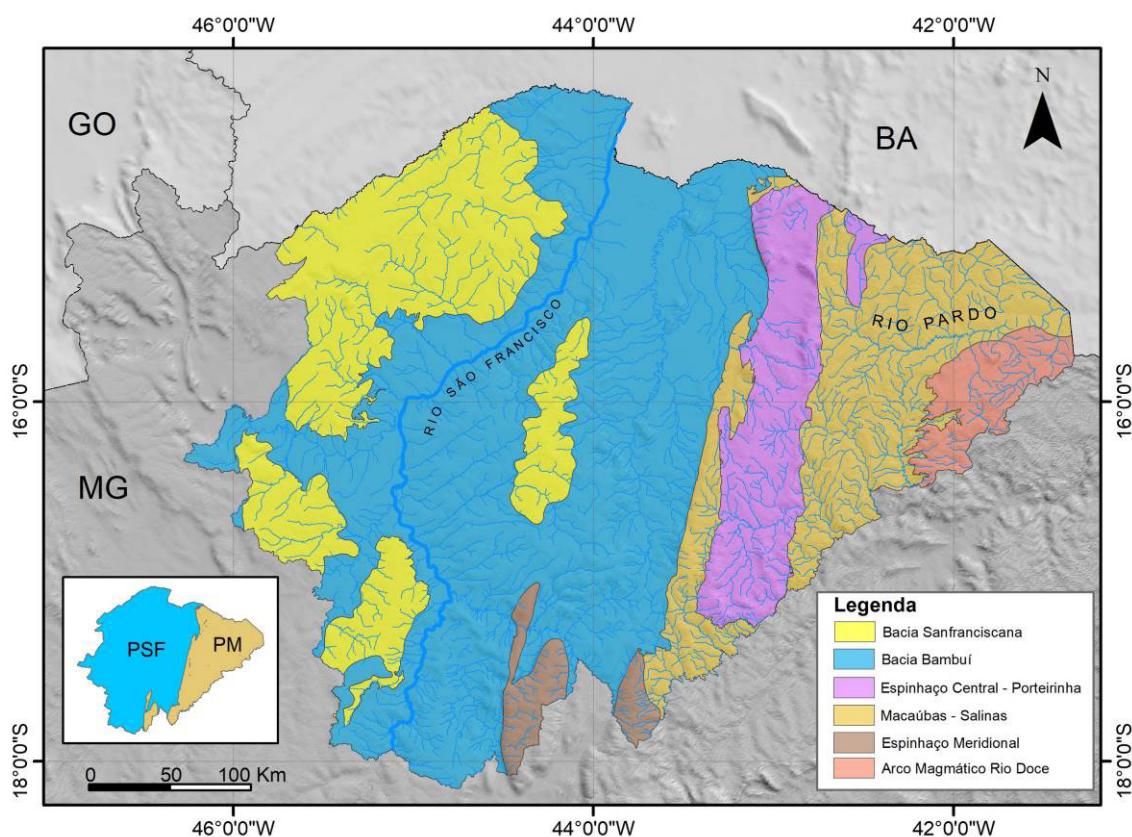 46°0'0"W 44°0'0"W 42°0'0"W
N
GO
BA
RIO PARDO
RIO SÃO FRANCISCO
16°0'0"S 16°0'0"S
MG
PSF PM
Legenda
Bacia Sanfranciscana
Bacia Bambuí
Espinhaço Central - Porteirinha
Macaúbas - Salinas
Espinhaço Meridional
Arco Magmático Rio Doce
0 50 100 Km
18°0'0"S 18°0'0"S
46°0'0"W 44°0'0"W 42°0'0"W